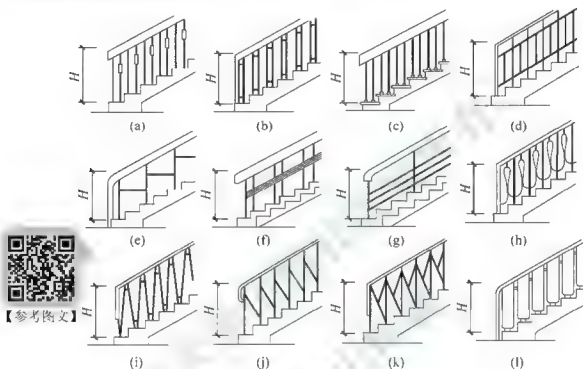 H H H H
(a) (b) (c) (d)
H H H H
(e) (f) (g) (h)
【参考图文】
H H H H
(i) (j) (k) (l)